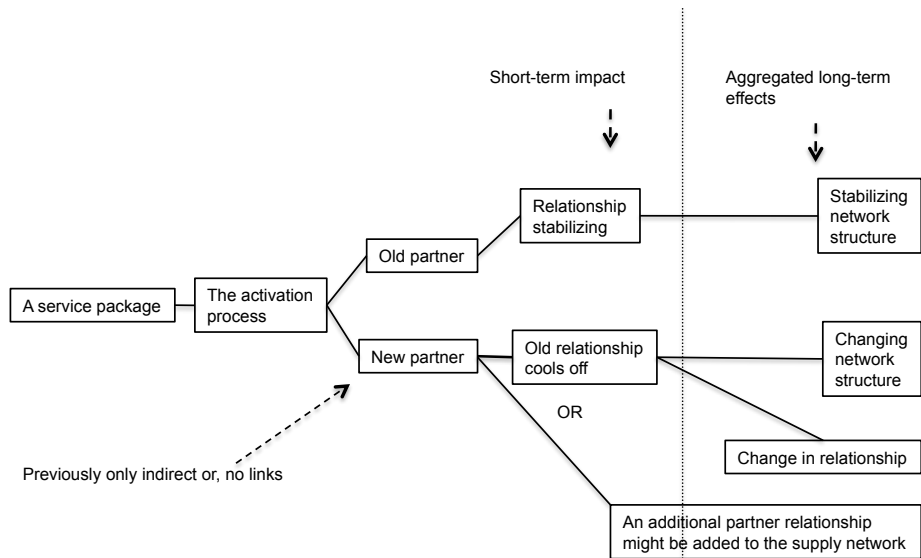 Short-term impact
Aggregated long-term
effects
Relationship
stabilizing
Stabilizing
network
structure
Old partner
A service package
The activation
process
New partner
Old relationship
cools off
Changing
network
structure
OR
Change in relationship
Previously only indirect or, no links
An additional partner relationship
might be added to the supply network